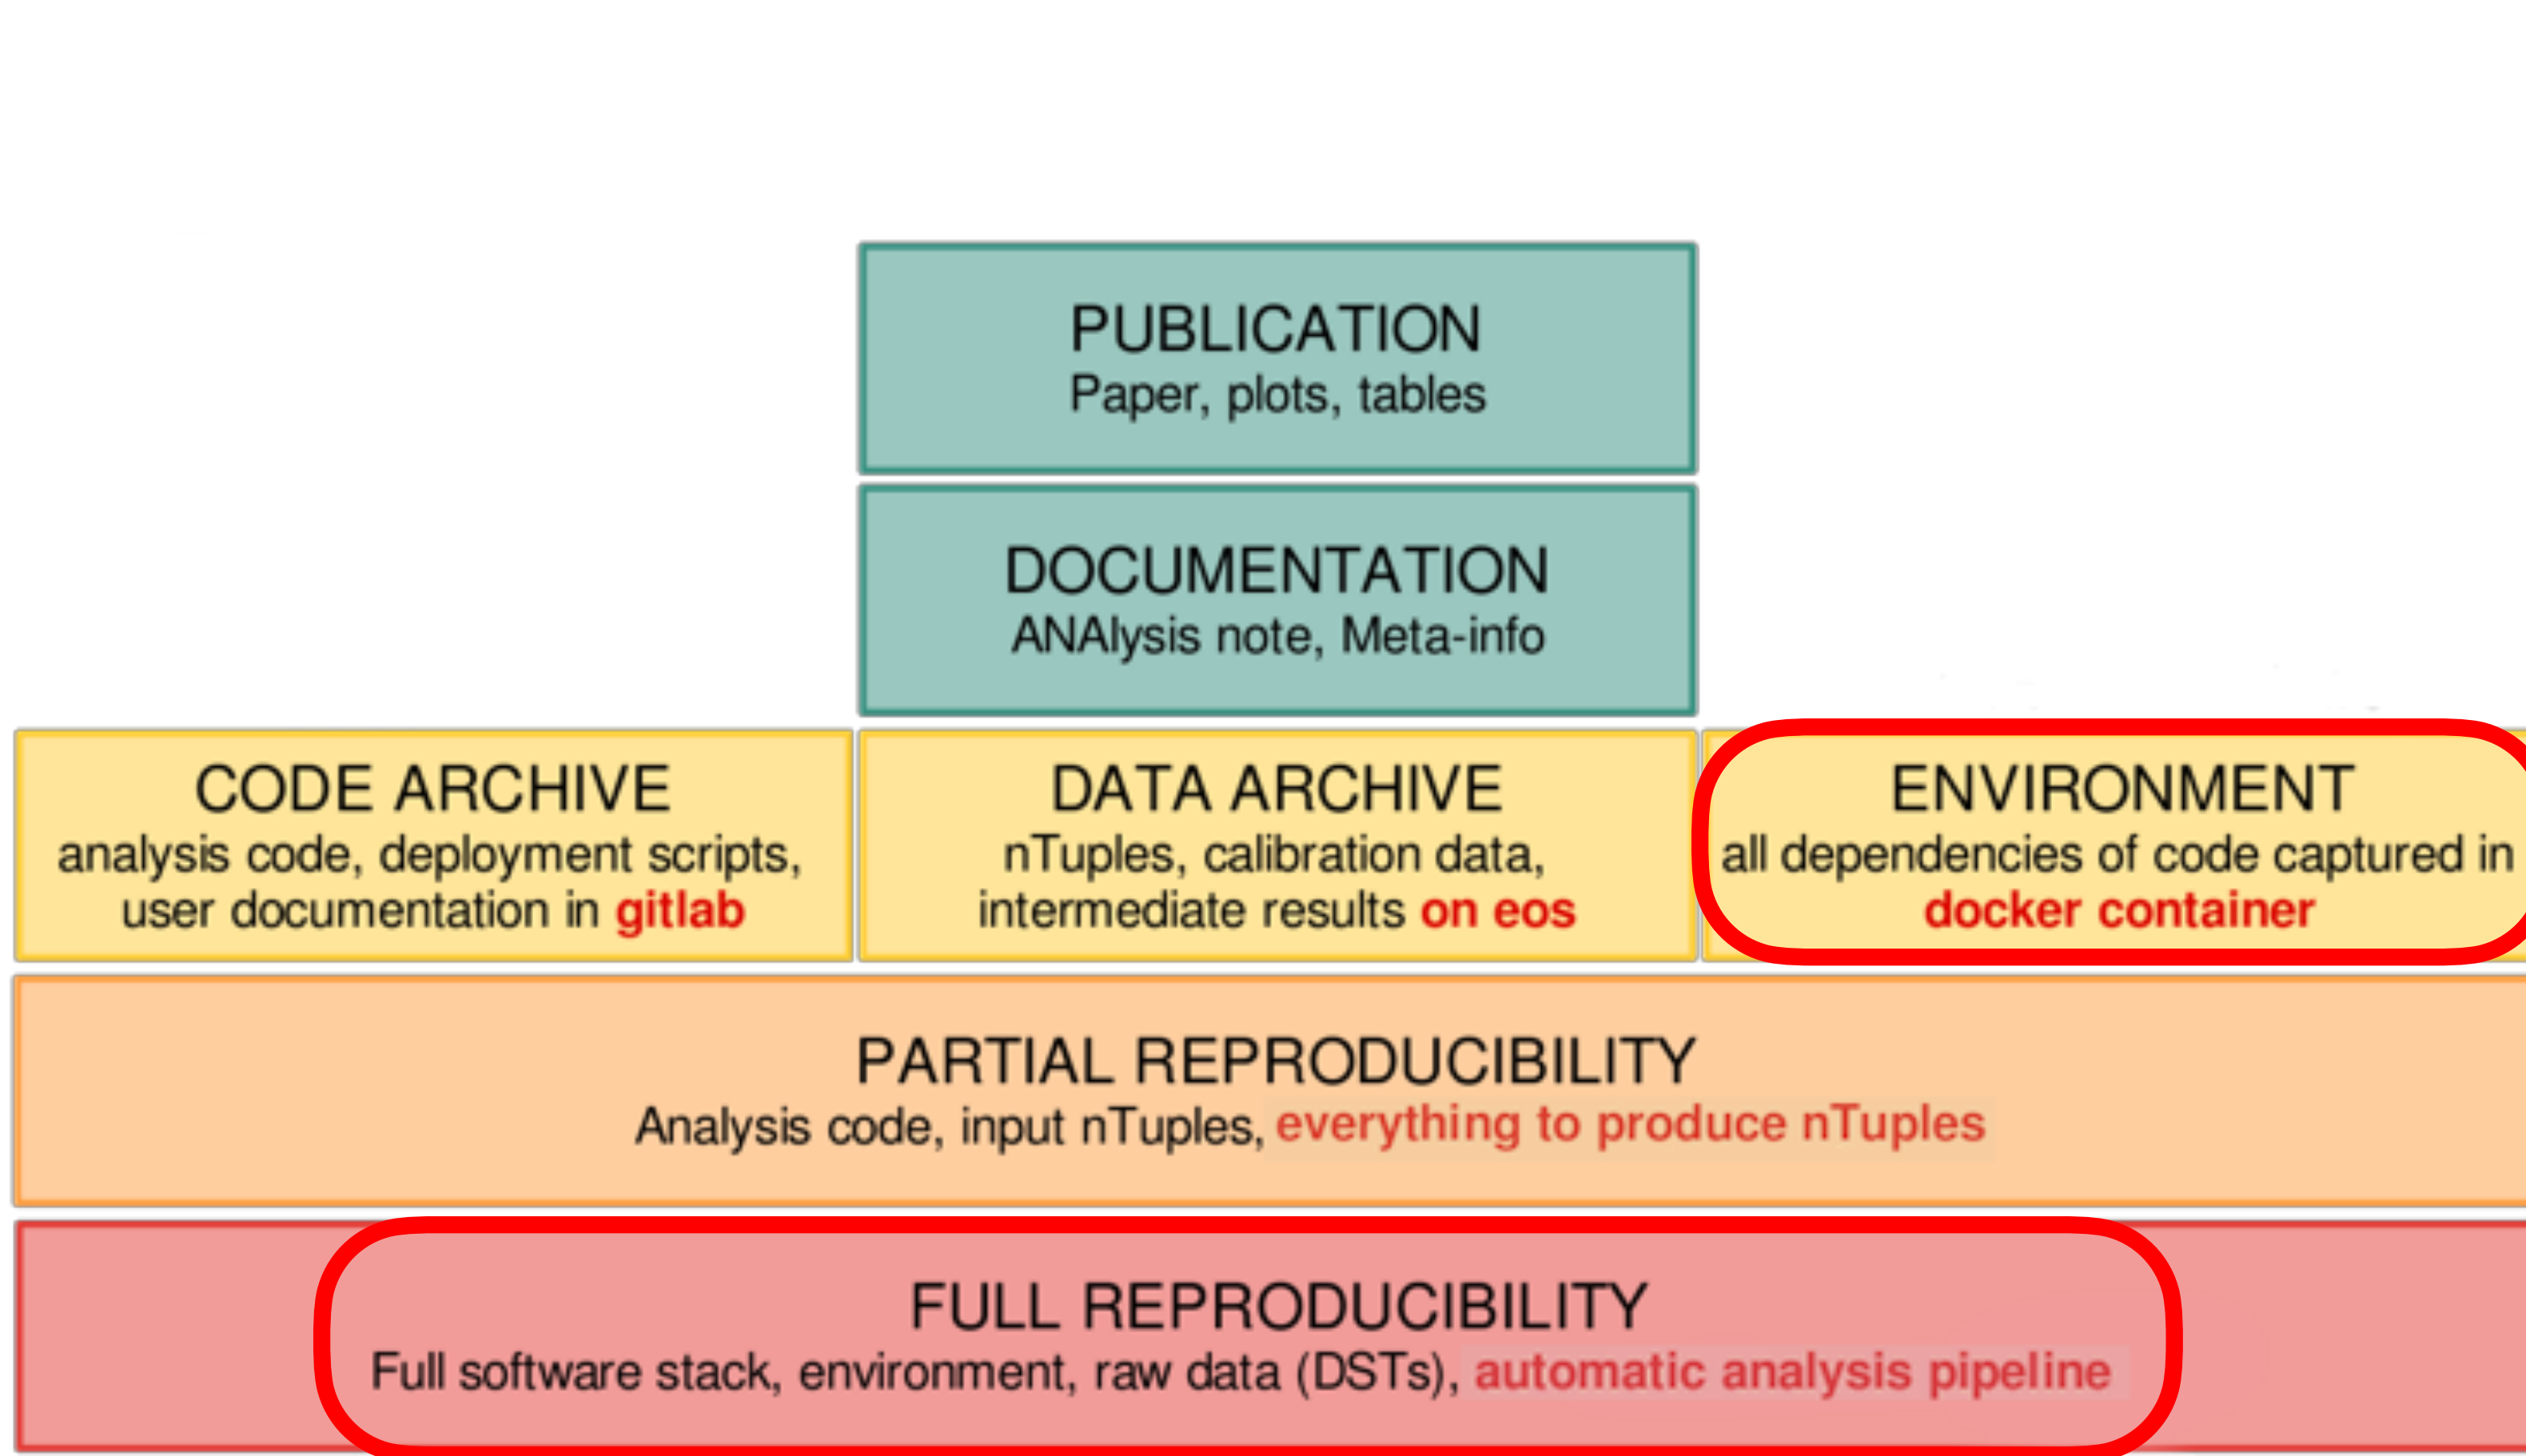 PUBLICATION
Paper, plots, tables
DOCUMENTATION
ANAlysis note, Meta-info
CODE ARCHIVE
analysis code, deployment scripts,
user documentation in gitlab
DATA ARCHIVE
nTuples, calibration data,
intermediate results on eos
ENVIRONMENT
all dependencies of code captured in
docker container
PARTIAL REPRODUCIBILITY
Analysis code, input nTuples, everything to produce nTuples
FULL REPRODUCIBILITY
Full software stack, environment, raw data (DSTs), automatic analysis pipeline